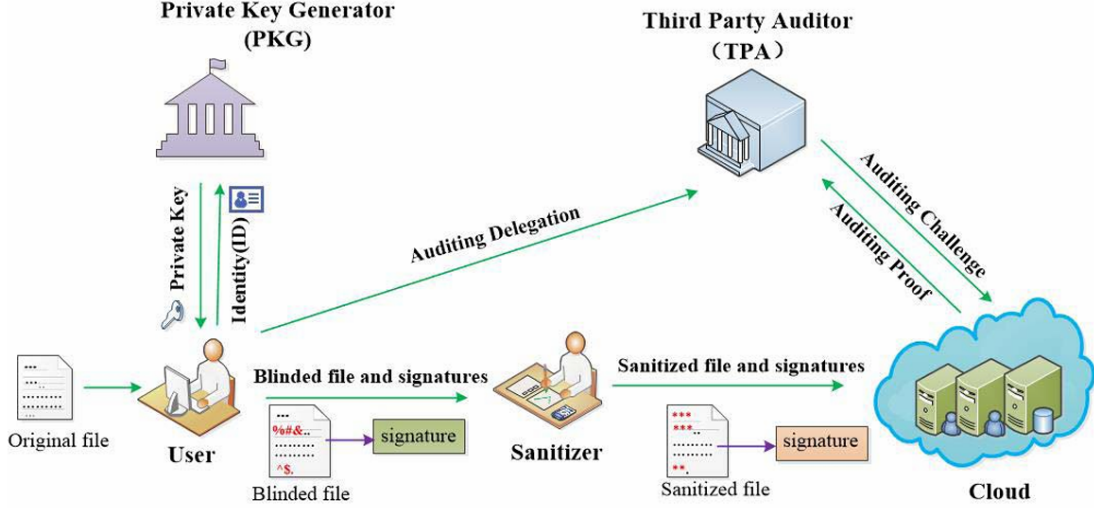 Private Key Generator
(PKG)
Third Party Auditor
（TPA）
Private Key
Identity(ID)
Auditing Delegation
Auditing Challenge
Auditing Proof
Original file
User
Blinded file and signatures
%#&..
^$.
signature
Blinded file
Sanitizer
Sanitized file and signatures
***
***..
**.
signature
Sanitized file
Cloud